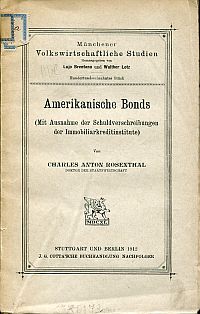 Münchener
Volkswirtschaftliche Studien
Herausgegeben von
Lujo Brentano und Walther Lotz
Stück
Amerikanische Bonds
(Mit Ausnahme der Schuldverschreibungen
der Immobiliarkreditinstitute)
Von
CHARLES ANTON ROSENTHAL
DOKTOR DER STAATSWIRTSCHAFT
STUTTGART UND BERLIN 1912
J. G. COTTA'SCHE BUCHHANDLUNG NACHFOLGER